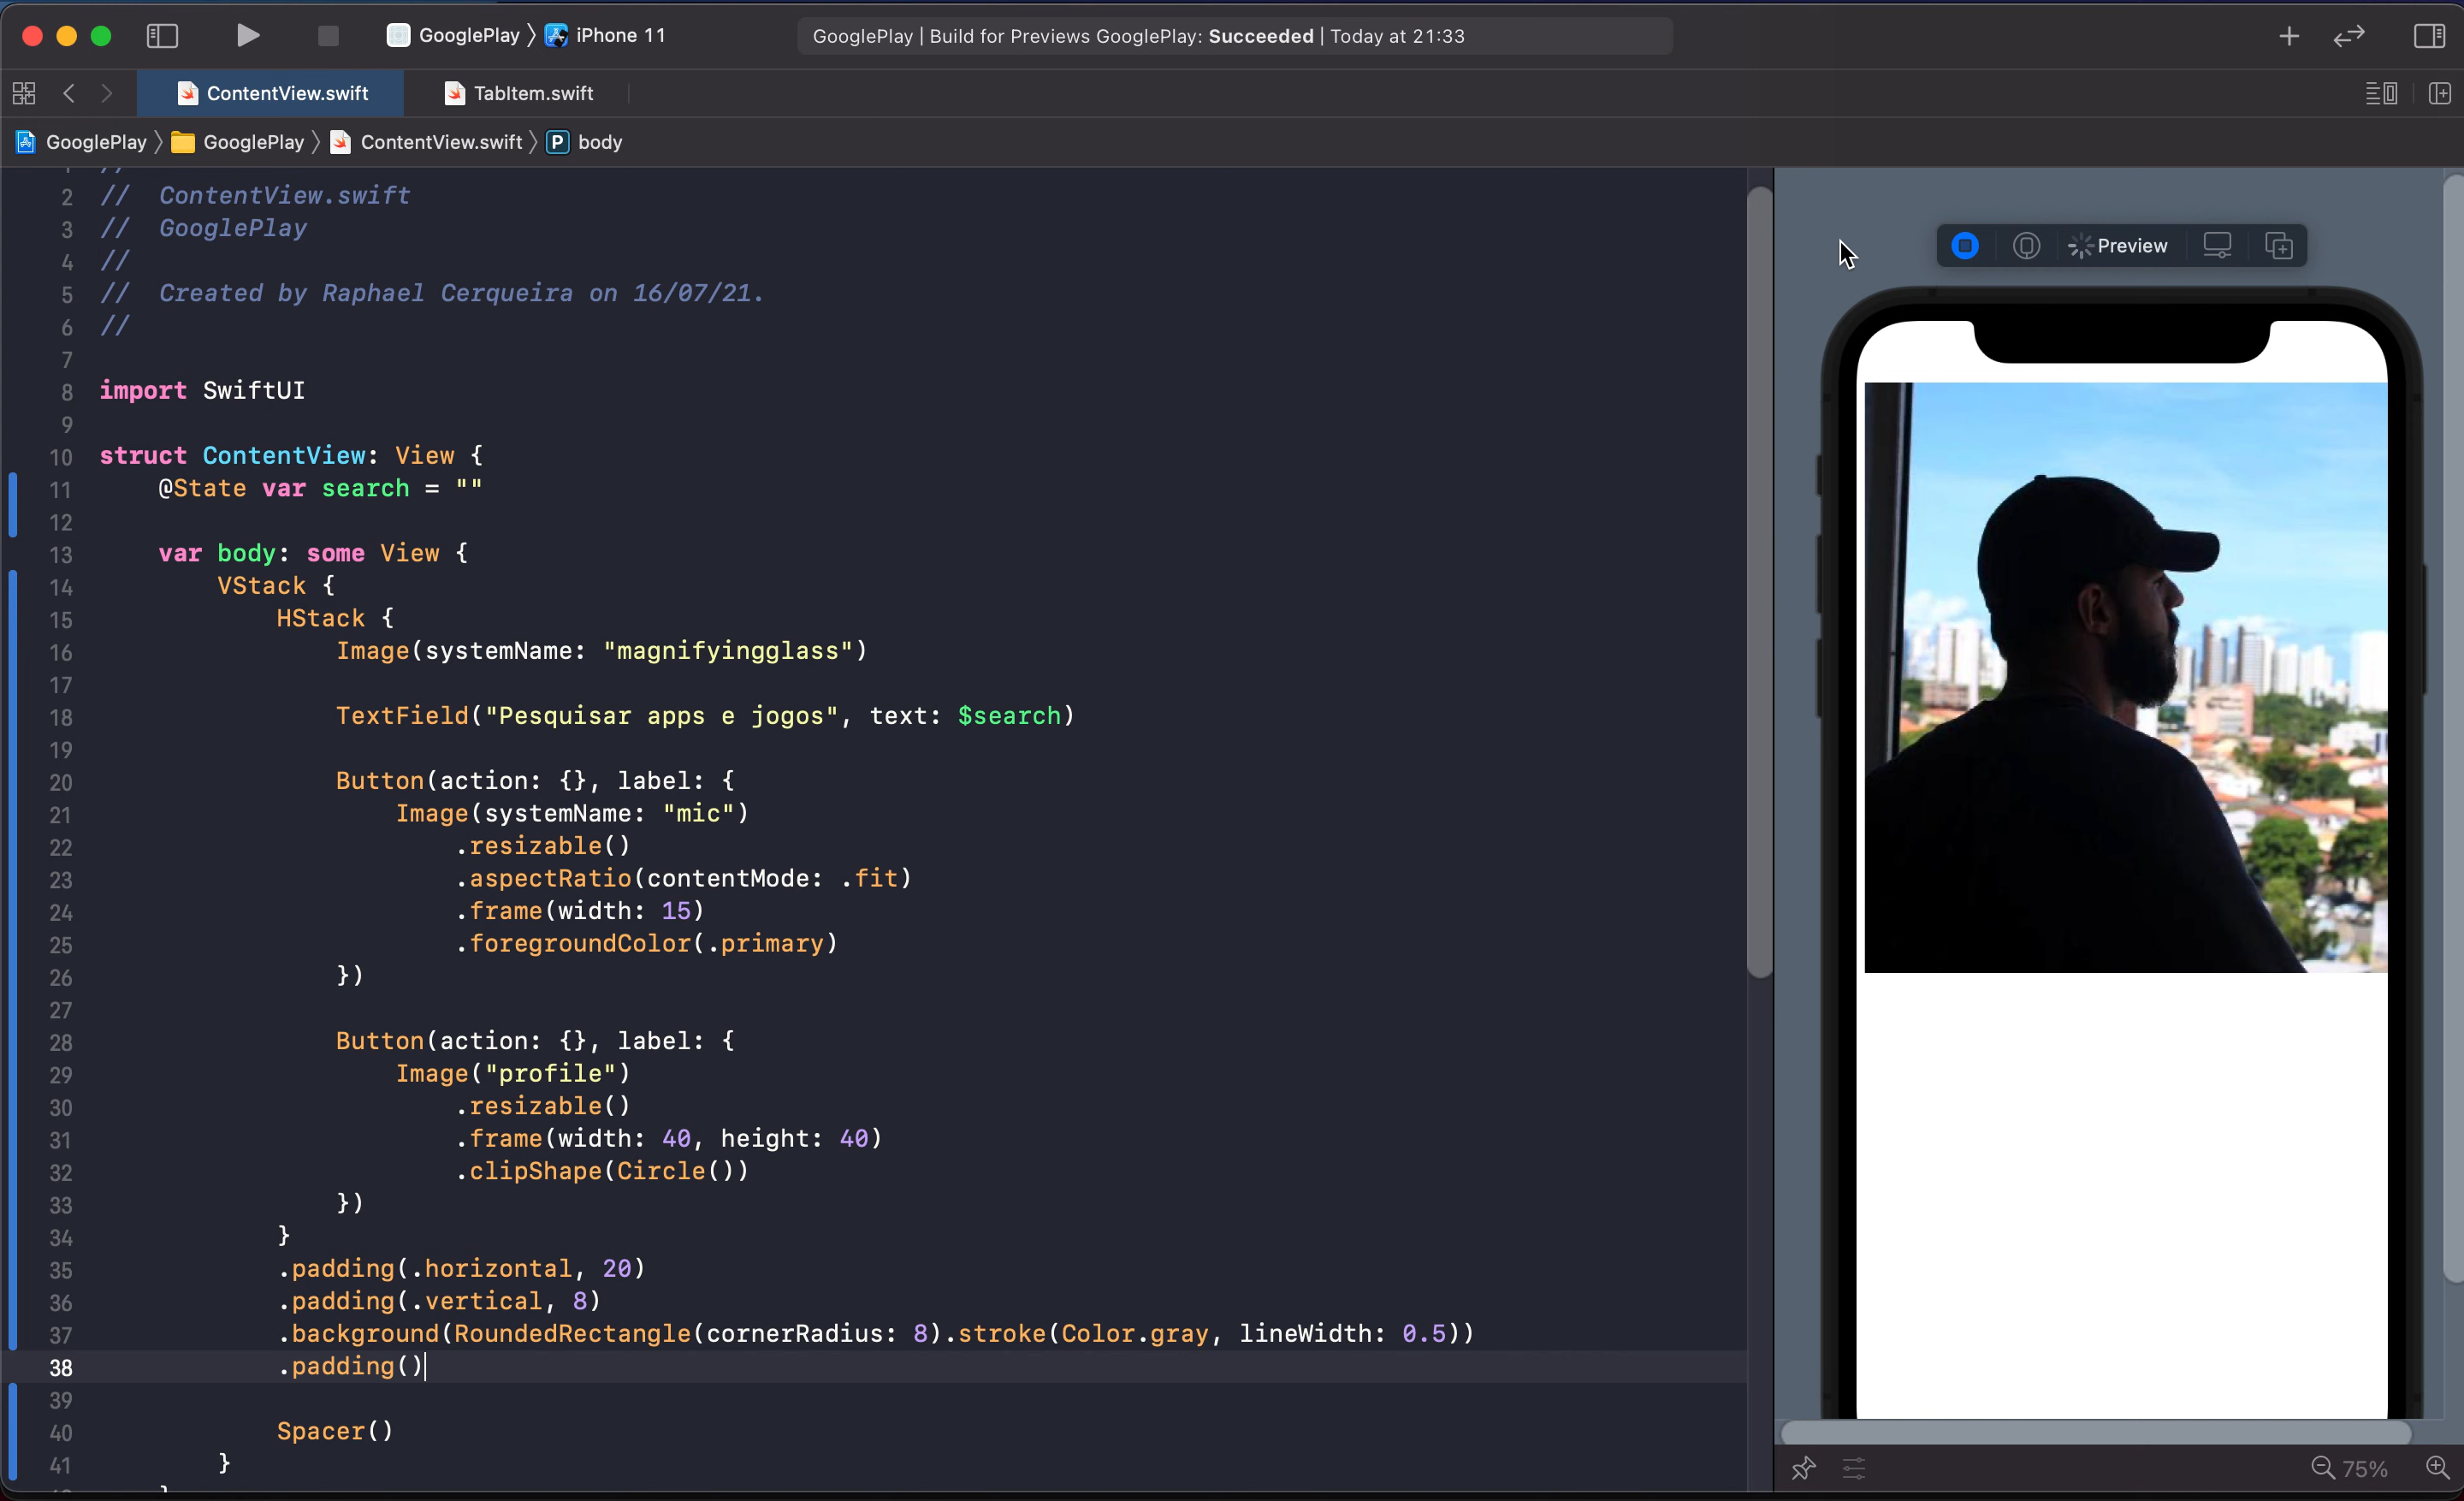 GooglePlay 〉 iPhone 11
GooglePlay | Build for Previews GooglePlay: Succeeded | Today at 21:33
ContentView.swift
TabItem.swift
GooglePlay 〉 GooglePlay 〉 ContentView.swift 〉 P body
1 //
2 //  ContentView.swift
3 //  GooglePlay
4 //
5 //  Created by Raphael Cerqueira on 16/07/21.
6 //
7
8 import SwiftUI
9
10 struct ContentView: View {
11     @State var search = ""
12
13     var body: some View {
14         VStack {
15             HStack {
16                 Image(systemName: "magnifyingglass")
17
18                 TextField("Pesquisar apps e jogos", text: $search)
19
20                 Button(action: {}, label: {
21                     Image(systemName: "mic")
22                         .resizable()
23                         .aspectRatio(contentMode: .fit)
24                         .frame(width: 15)
25                         .foregroundColor(.primary)
26                 })
27
28                 Button(action: {}, label: {
29                     Image("profile")
30                         .resizable()
31                         .frame(width: 40, height: 40)
32                         .clipShape(Circle())
33                 })
34             }
35             .padding(.horizontal, 20)
36             .padding(.vertical, 8)
37             .background(RoundedRectangle(cornerRadius: 8).stroke(Color.gray, lineWidth: 0.5))
38             .padding()
39
40             Spacer()
41         }
Preview
75%